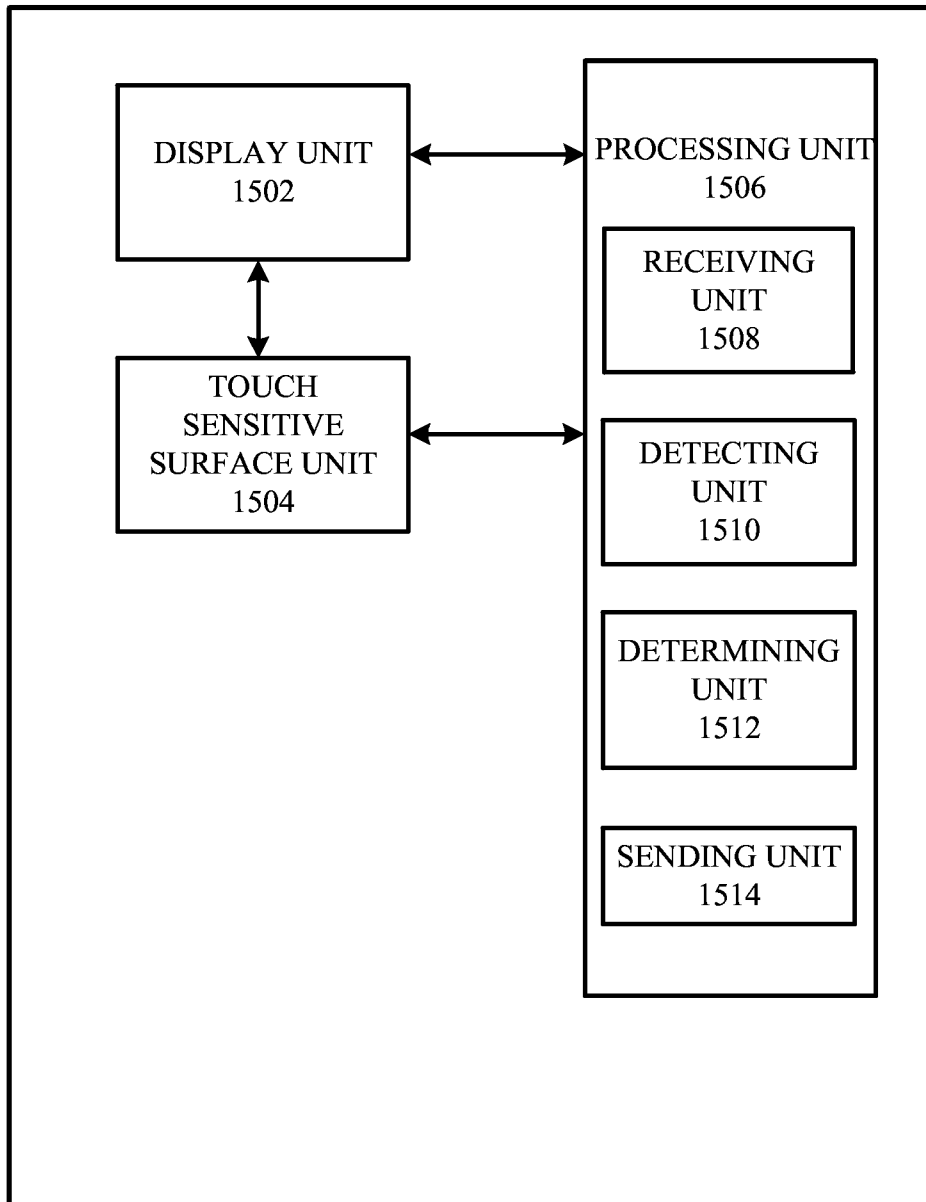 DISPLAY UNIT
1502
TOUCH
SENSITIVE
SURFACE UNIT
1504
PROCESSING UNIT
1506
RECEIVING
UNIT
1508
DETECTING
UNIT
1510
DETERMINING
UNIT
1512
SENDING UNIT
1514